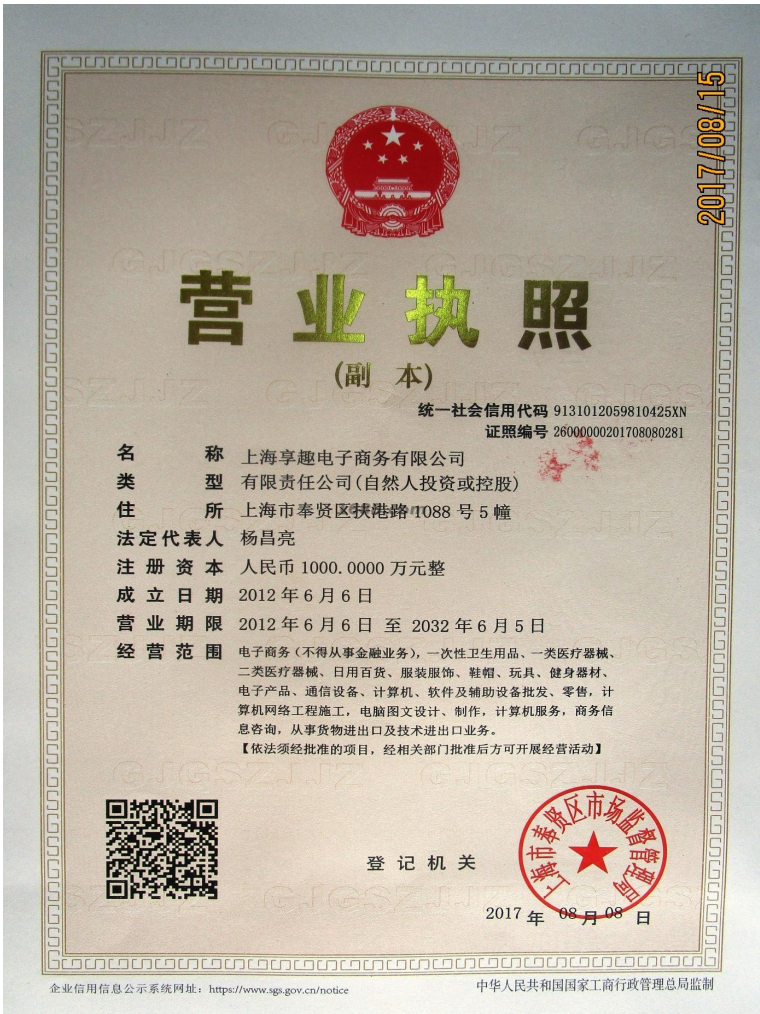 2017/08/15
营业执照
(副 本)
统一社会信用代码 9131012059810425XN
证照编号 26000000201708080281
名 称 上海享趣电子商务有限公司
类 型 有限责任公司(自然人投资或控股)
住 所 上海市奉贤区扶港路1088号5幢
法定代表人 杨昌亮
注册资本 人民币1000.0000万元整
成立日期 2012年6月6日
营业期限 2012年6月6日 至 2032年6月5日
经营范围 电子商务(不得从事金融业务),一次性卫生用品、一类医疗器械、
二类医疗器械、日用百货、服装服饰、鞋帽、玩具、健身器材、
电子产品、通信设备、计算机、软件及辅助设备批发、零售,计
算机网络工程施工,电脑图文设计、制作,计算机服务,商务信
息咨询,从事货物进出口及技术进出口业务。
【依法须经批准的项目,经相关部门批准后方可开展经营活动】
登记机关
上海市奉贤区市场监督管理局
2017年08月08日
企业信用信息公示系统网址:https://www.sgs.gov.cn/notice
中华人民共和国国家工商行政管理总局监制